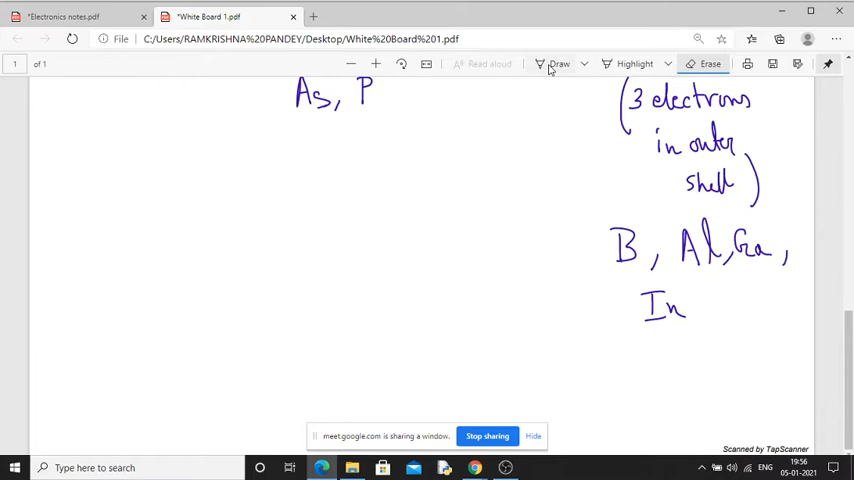 *Electronics notes.pdf
*White Board 1.pdf
File C:/Users/RAMKRISHNA%20PANDEY/Desktop/White%20Board%201.pdf
1 of 1 Read aloud Draw Highlight Erase
As, P
(3 electrons
in outer
shell)
B, Al, Ga,
In
meet.google.com is sharing a window. Stop sharing Hide
Scanned by TapScanner
Type here to search
ENG
19:56
05-01-2021